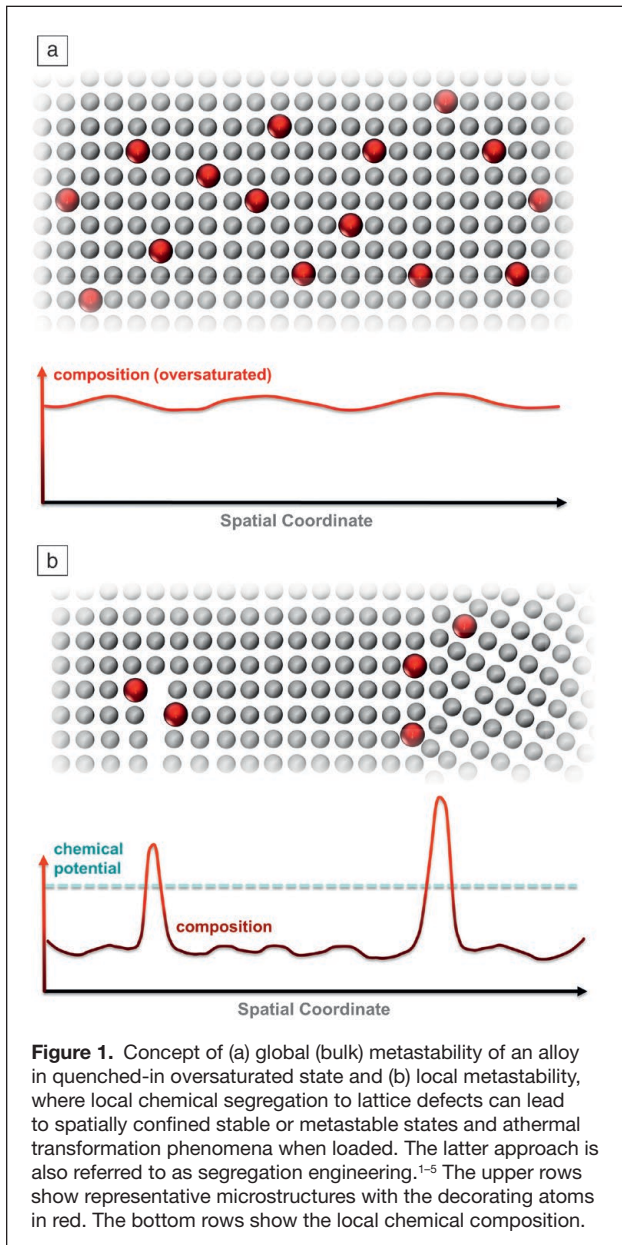 a
composition (oversaturated)
Spatial Coordinate
b
chemical
potential
composition
Spatial Coordinate
Figure 1. Concept of (a) global (bulk) metastability of an alloy
in quenched-in oversaturated state and (b) local metastability,
where local chemical segregation to lattice defects can lead
to spatially confined stable or metastable states and athermal
transformation phenomena when loaded. The latter approach is
also referred to as segregation engineering.1–5 The upper rows
show representative microstructures with the decorating atoms
in red. The bottom rows show the local chemical composition.